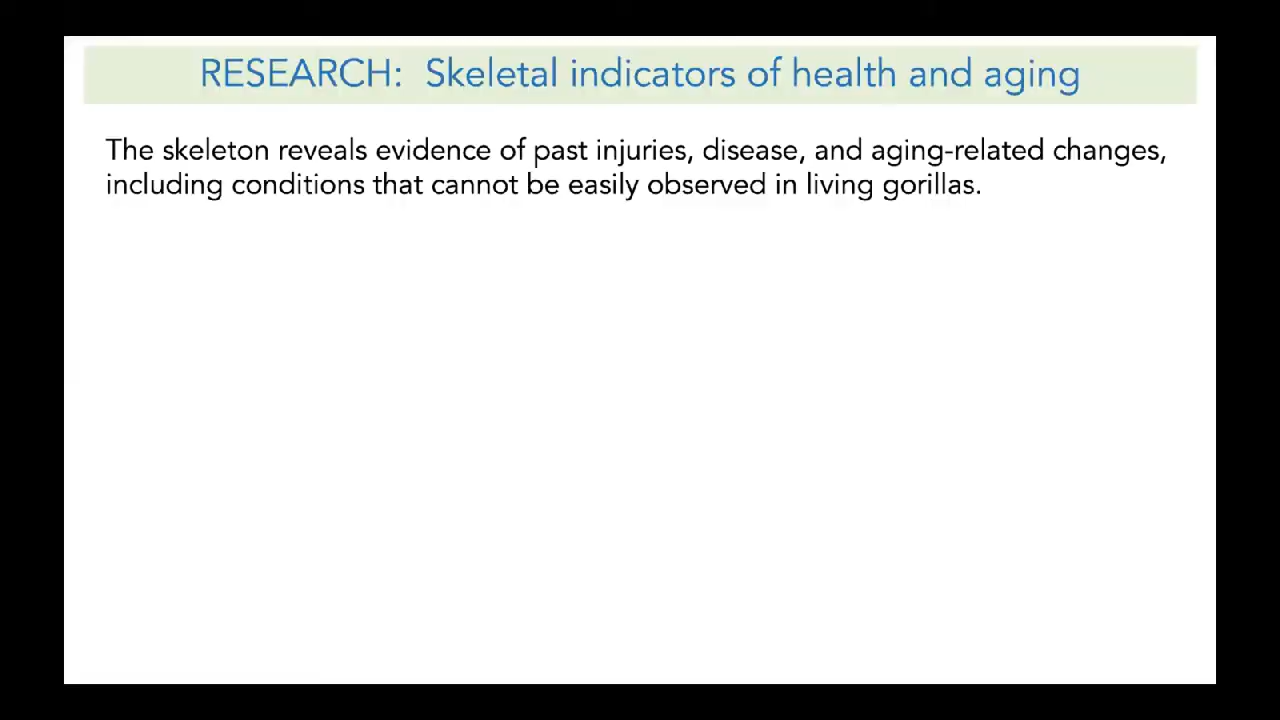 RESEARCH: Skeletal indicators of health and aging
The skeleton reveals evidence of past injuries, disease, and aging-related changes,
including conditions that cannot be easily observed in living gorillas.